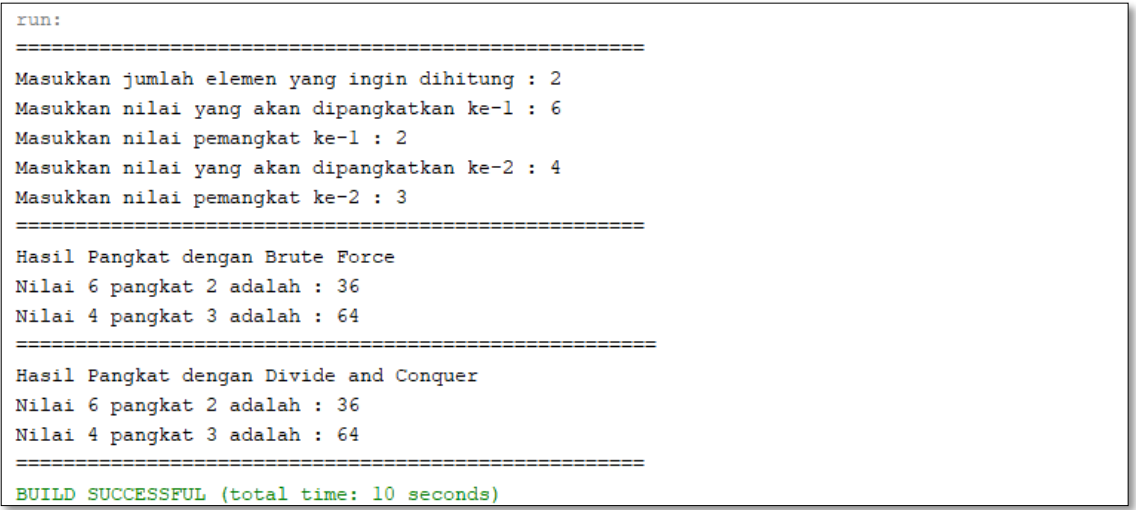 run:
=====================================================
Masukkan jumlah elemen yang ingin dihitung : 2
Masukkan nilai yang akan dipangkatkan ke-1 : 6
Masukkan nilai pemangkat ke-1 : 2
Masukkan nilai yang akan dipangkatkan ke-2 : 4
Masukkan nilai pemangkat ke-2 : 3
=====================================================
Hasil Pangkat dengan Brute Force
Nilai 6 pangkat 2 adalah : 36
Nilai 4 pangkat 3 adalah : 64
======================================================
Hasil Pangkat dengan Divide and Conquer
Nilai 6 pangkat 2 adalah : 36
Nilai 4 pangkat 3 adalah : 64
=====================================================
BUILD SUCCESSFUL (total time: 10 seconds)